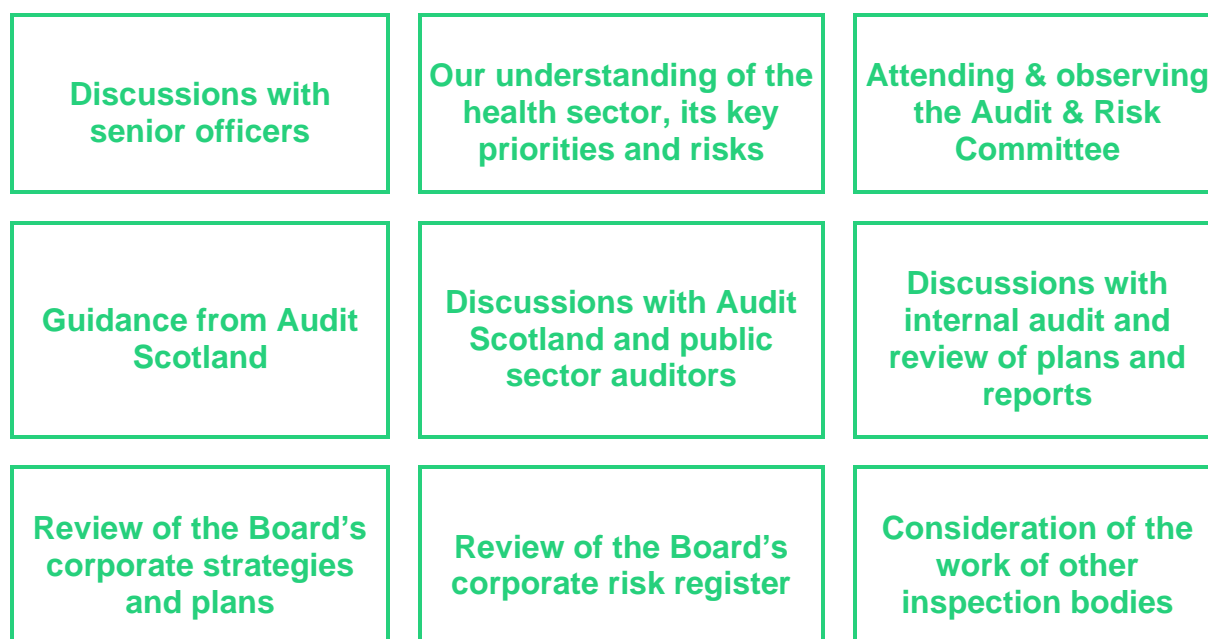 Discussions with
senior officers
Our understanding of the
health sector, its key
priorities and risks
Attending & observing
the Audit & Risk
Committee
Guidance from Audit
Scotland
Discussions with Audit
Scotland and public
sector auditors
Discussions with
internal audit and
review of plans and
reports
Review of the Board’s
corporate strategies
and plans
Review of the Board’s
corporate risk register
Consideration of the
work of other
inspection bodies